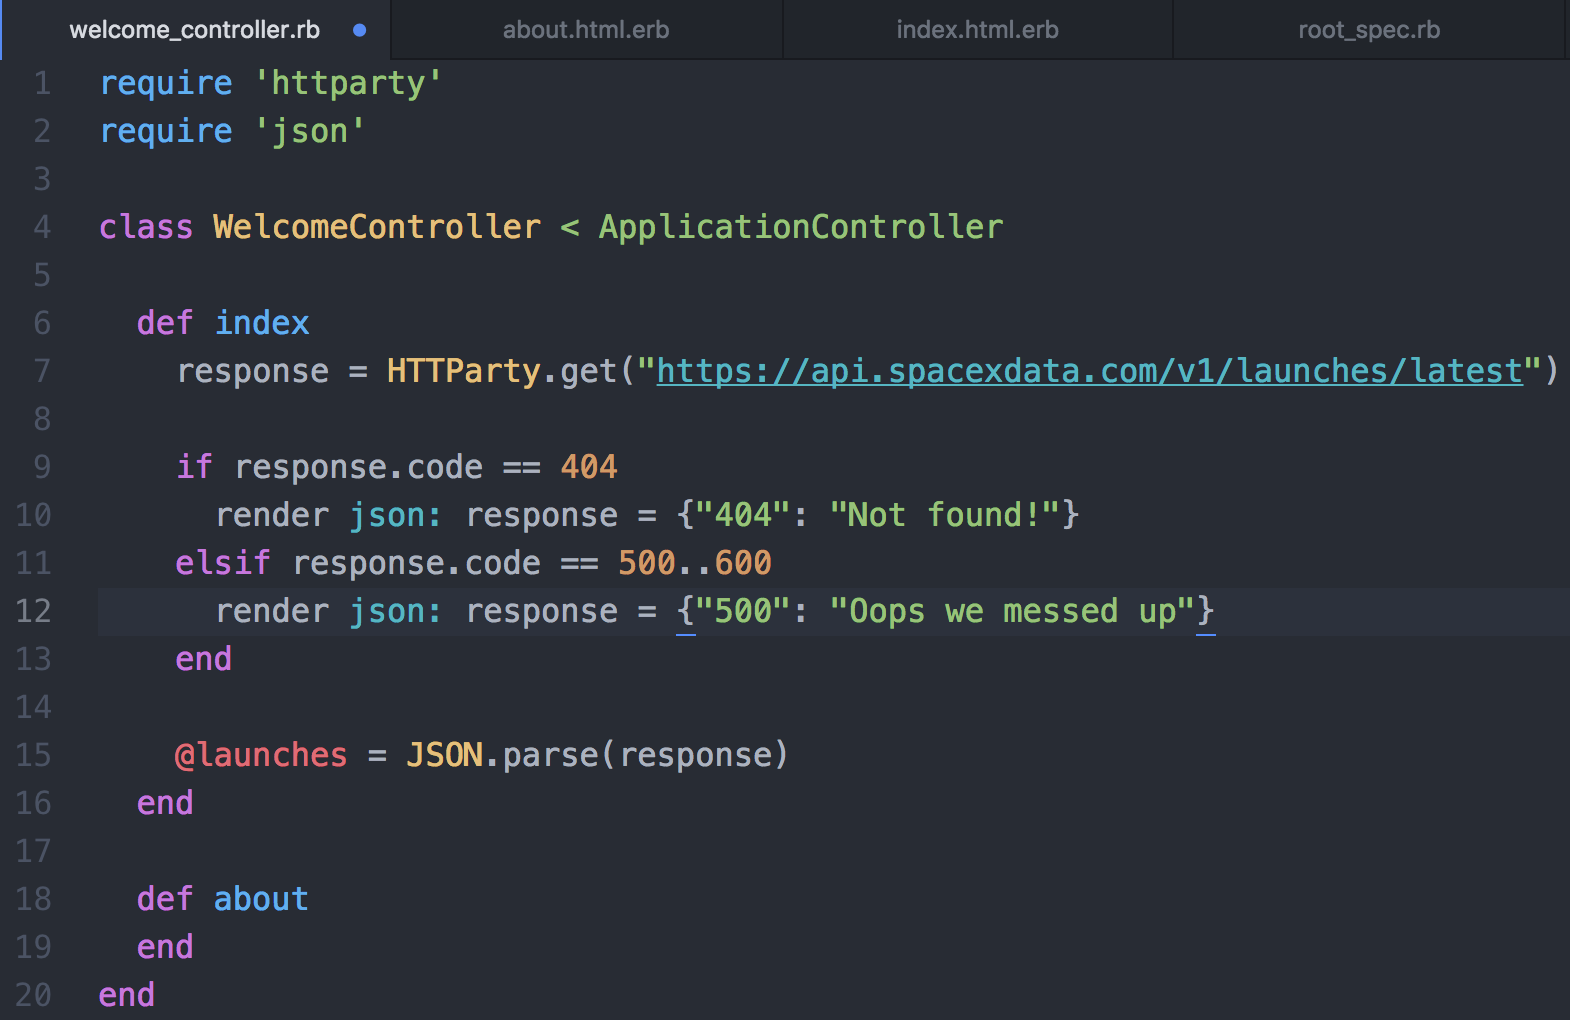 welcome_controller.rb about.html.erb index.html.erb root_spec.rb
1 require 'httparty'
2 require 'json'
3
4 class WelcomeController < ApplicationController
5
6 def index
7 response = HTTParty.get("https://api.spacexdata.com/v1/launches/latest")
8
9 if response.code == 404
10 render json: response = {"404": "Not found!"}
11 elsif response.code == 500..600
12 render json: response = {"500": "Oops we messed up"}
13 end
14
15 @launches = JSON.parse(response)
16 end
17
18 def about
19 end
20 end